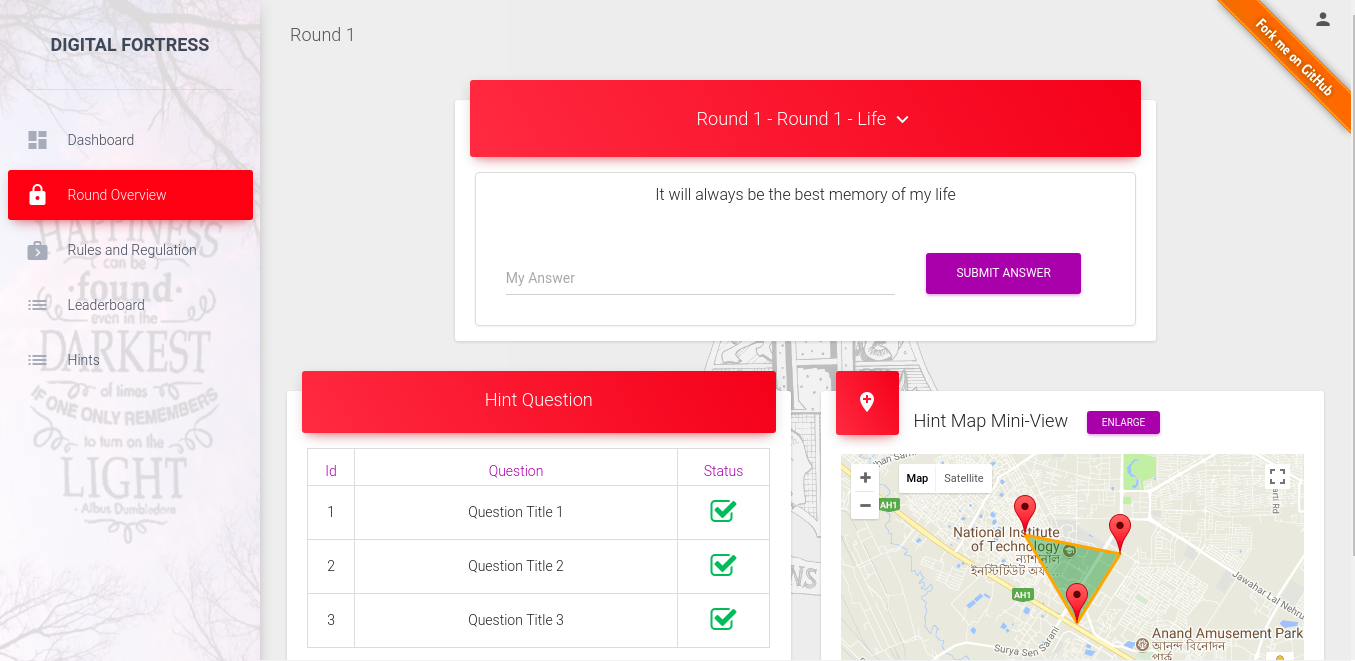 DIGITAL FORTRESS
Dashboard
Round Overview
Rules and Regulation
Leaderboard
Hints
HAPPINESS
can be
found
even in the
DARKEST
of times
IF ONE ONLY REMEMBERS
to turn on the
LIGHT
- Albus Dumbledore
Round 1
Fork me on GitHub
Round 1 - Round 1 - Life
It will always be the best memory of my life
My Answer
SUBMIT ANSWER
Hint Question
Id Question Status
1 Question Title 1
2 Question Title 2
3 Question Title 3
Hint Map Mini-View
ENLARGE
+
−
Map Satellite
AH1
National Institute
of Technology
ন্যাশনাল
ইনস্টিটিউট অফ...
AH1
Jawahar Lal Nehru
Surya Sen Sarani
Anand Amusement Park
আনন্দ বিনোদন
পার্ক